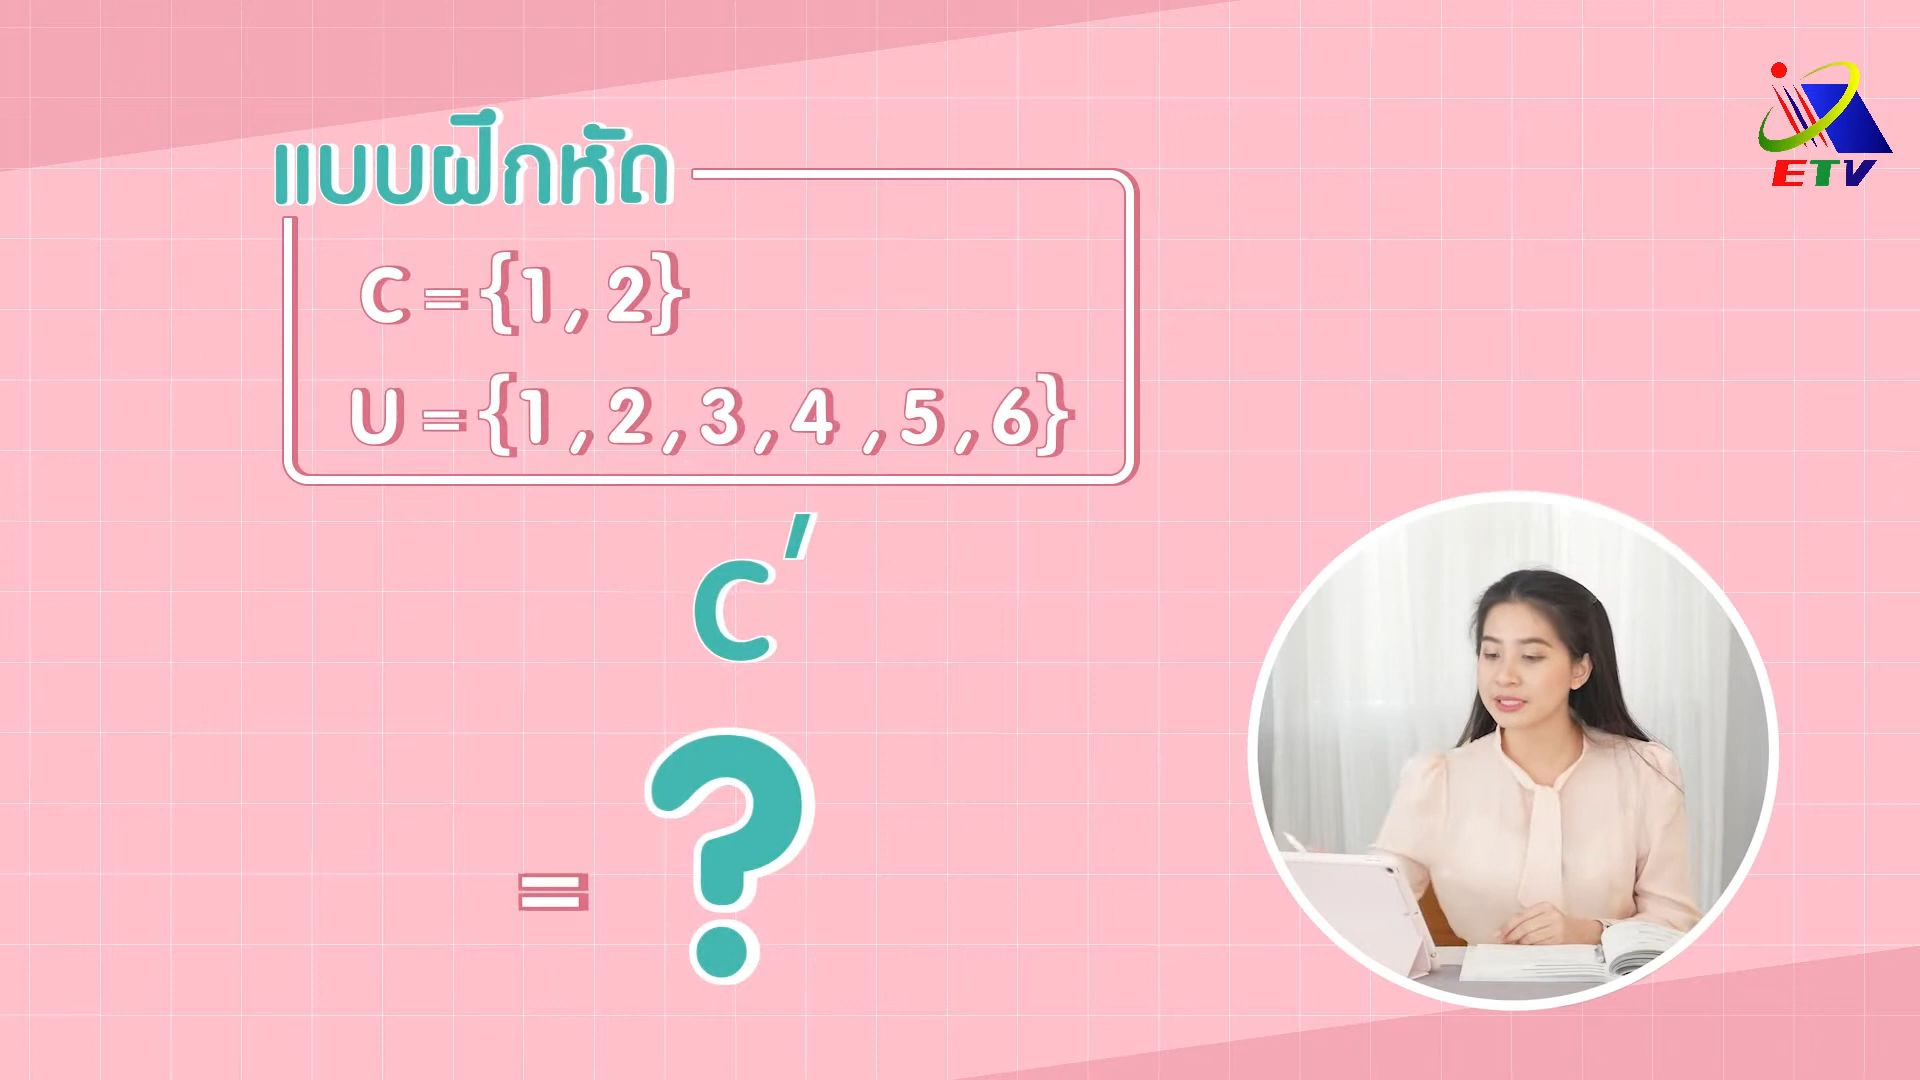 แบบฝึกหัด
C = {1 , 2}
U = {1 , 2 , 3 , 4 , 5 , 6}
C′
= ?
ETV